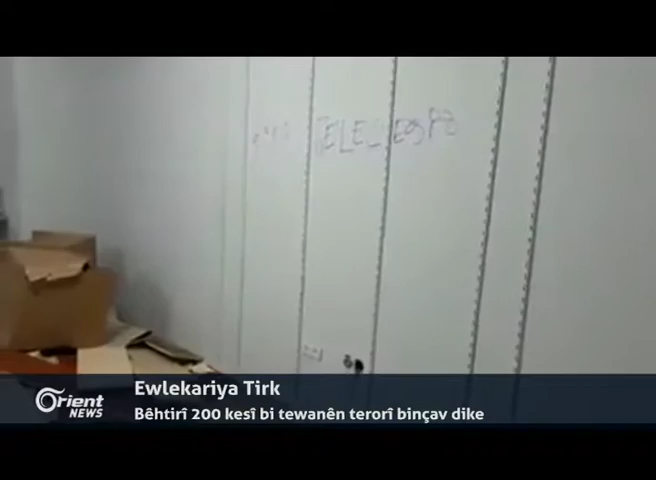 Orient
NEWS
Ewlekariya Tirk
Bêhtirî 200 kesî bi tewanên terorî binçav dike